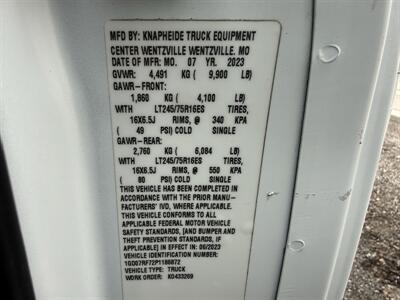 MFD BY: KNAPHEIDE TRUCK EQUIPMENT
CENTER WENTZVILLE WENTZVILLE. MO
DATE OF MFR: MO. 07 YR. 2023
GVWR: 4,491 KG ( 9,900 LB)
GAWR-FRONT:
1,860 KG ( 4,100 LB)
WITH LT245/75R16ES TIRES,
16X6.5J RIMS, @ 340 KPA
( 49 PSI) COLD SINGLE
GAWR-REAR:
2,760 KG ( 6,084 LB)
WITH LT245/75R16ES TIRES,
16X6.5J RIMS, @ 550 KPA
( 80 PSI) COLD SINGLE
THIS VEHICLE HAS BEEN COMPLETED IN
ACCORDANCE WITH THE PRIOR MANU-
FACTURERS' IVD, WHERE APPLICABLE.
THIS VEHICLE CONFORMS TO ALL
APPLICABLE FEDERAL MOTOR VEHICLE
SAFETY STANDARDS, [AND BUMPER AND
THEFT PREVENTION STANDARDS, IF
APPLICABLE] IN EFFECT IN 06/2023
VEHICLE IDENTIFICATION NUMBER:
1GD07RF72P1186872
VEHICLE TYPE: TRUCK
WORK ORDER: KO433269